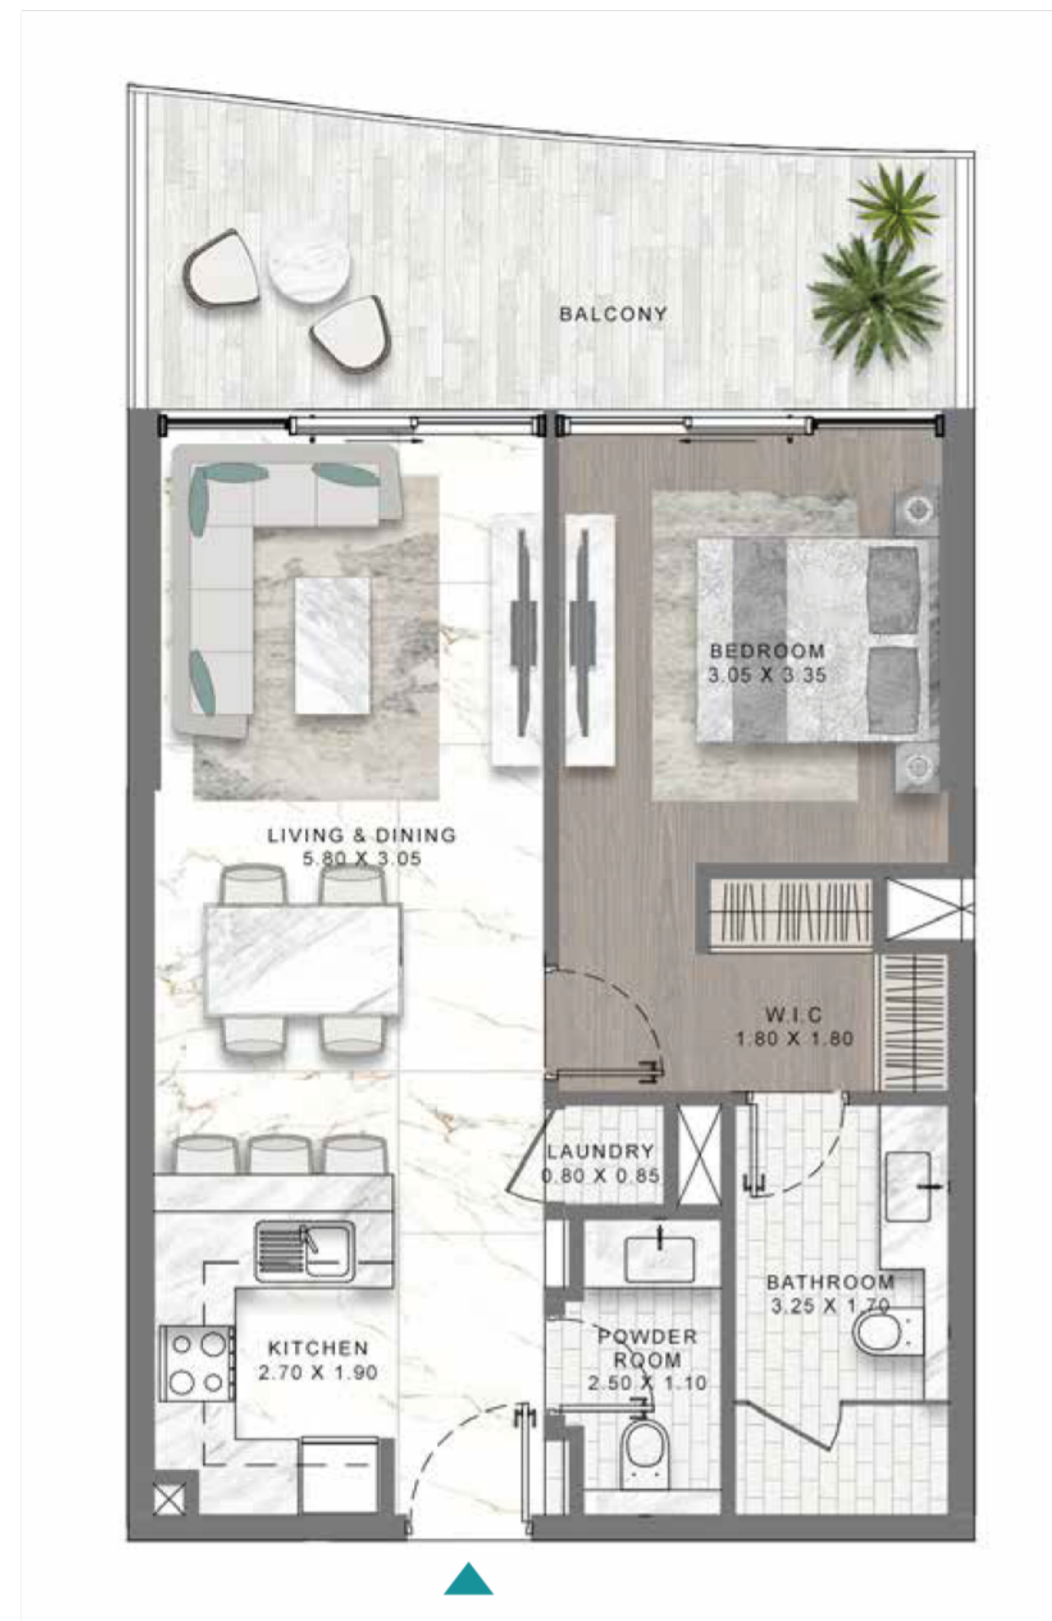 BALCONY
BEDROOM
3.05 X 3.35
LIVING & DINING
5.80 X 3.05
W.I.C
1.80 X 1.80
LAUNDRY
0.80 X 0.85
BATHROOM
3.25 X 1.70
POWDER
ROOM
2.50 X 1.10
KITCHEN
2.70 X 1.90